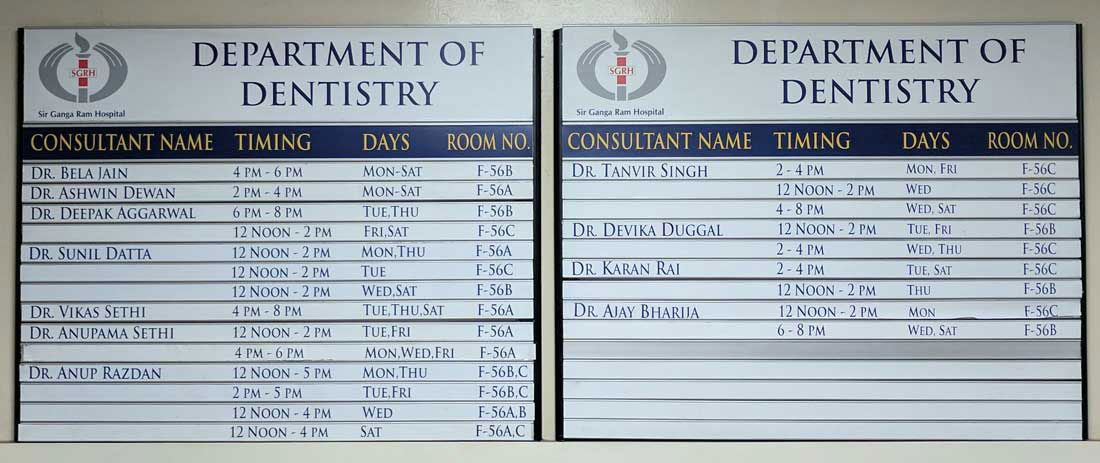 SGRH
Sir Ganga Ram Hospital
DEPARTMENT OF
DENTISTRY
CONSULTANT NAME TIMING DAYS ROOM NO.
DR. BELA JAIN 4 PM - 6 PM MON-SAT F-56B
DR. ASHWIN DEWAN 2 PM - 4 PM MON-SAT F-56A
DR. DEEPAK AGGARWAL 6 PM - 8 PM TUE,THU F-56B
12 NOON - 2 PM FRI,SAT F-56C
DR. SUNIL DATTA 12 NOON - 2 PM MON,THU F-56A
12 NOON - 2 PM TUE F-56C
12 NOON - 2 PM WED,SAT F-56B
DR. VIKAS SETHI 4 PM - 8 PM TUE,THU,SAT F-56A
DR. ANUPAMA SETHI 12 NOON - 2 PM TUE,FRI F-56A
4 PM - 6 PM MON,WED,FRI F-56A
DR. ANUP RAZDAN 12 NOON - 5 PM MON,THU F-56B,C
2 PM - 5 PM TUE,FRI F-56B,C
12 NOON - 4 PM WED F-56A,B
12 NOON - 4 PM SAT F-56A,C
SGRH
Sir Ganga Ram Hospital
DEPARTMENT OF
DENTISTRY
CONSULTANT NAME TIMING DAYS ROOM NO.
DR. TANVIR SINGH 2 - 4 PM MON, FRI F-56C
12 NOON - 2 PM WED F-56C
4 - 8 PM WED, SAT F-56C
DR. DEVIKA DUGGAL 12 NOON - 2 PM TUE, FRI F-56B
2 - 4 PM WED, THU F-56C
DR. KARAN RAI 2 - 4 PM TUE, SAT F-56C
12 NOON - 2 PM THU F-56B
DR. AJAY BHARIJA 12 NOON - 2 PM MON F-56C
6 - 8 PM WED, SAT F-56B